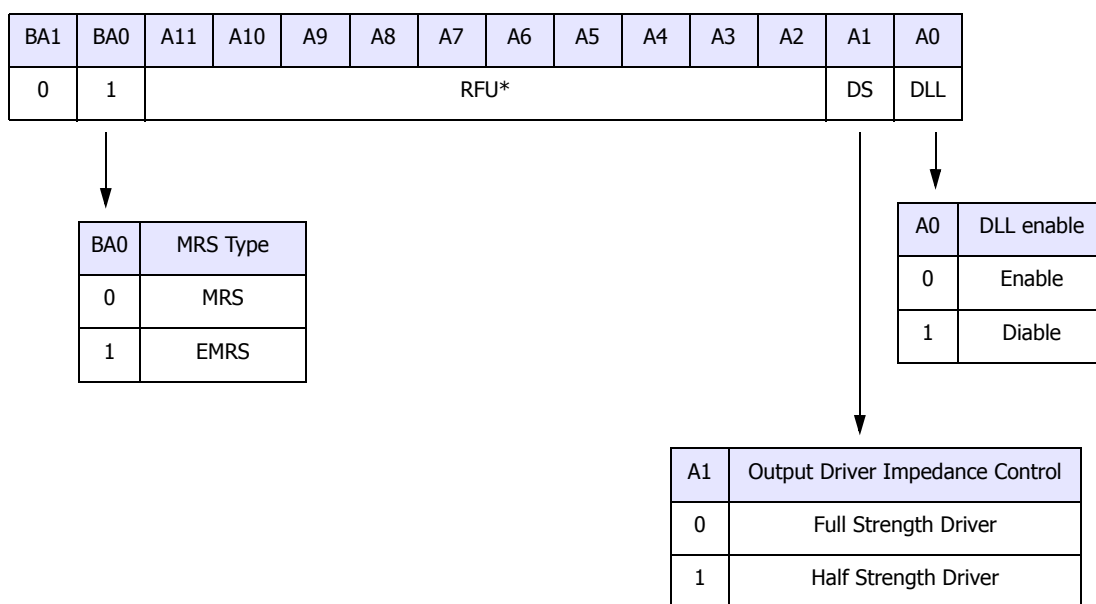 BA1 BA0 A11 A10 A9 A8 A7 A6 A5 A4 A3 A2 A1 A0
0 1 RFU* DS DLL
BA0 MRS Type
0 MRS
1 EMRS
A0 DLL enable
0 Enable
1 Diable
A1 Output Driver Impedance Control
0 Full Strength Driver
1 Half Strength Driver